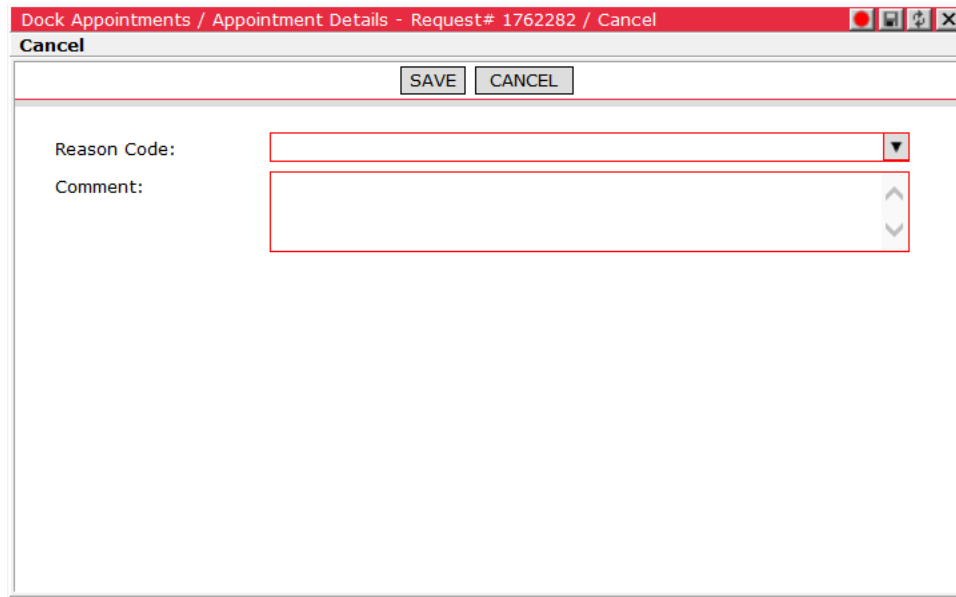 Dock Appointments / Appointment Details - Request# 1762282 / Cancel
Cancel
SAVE CANCEL
Reason Code:
Comment: